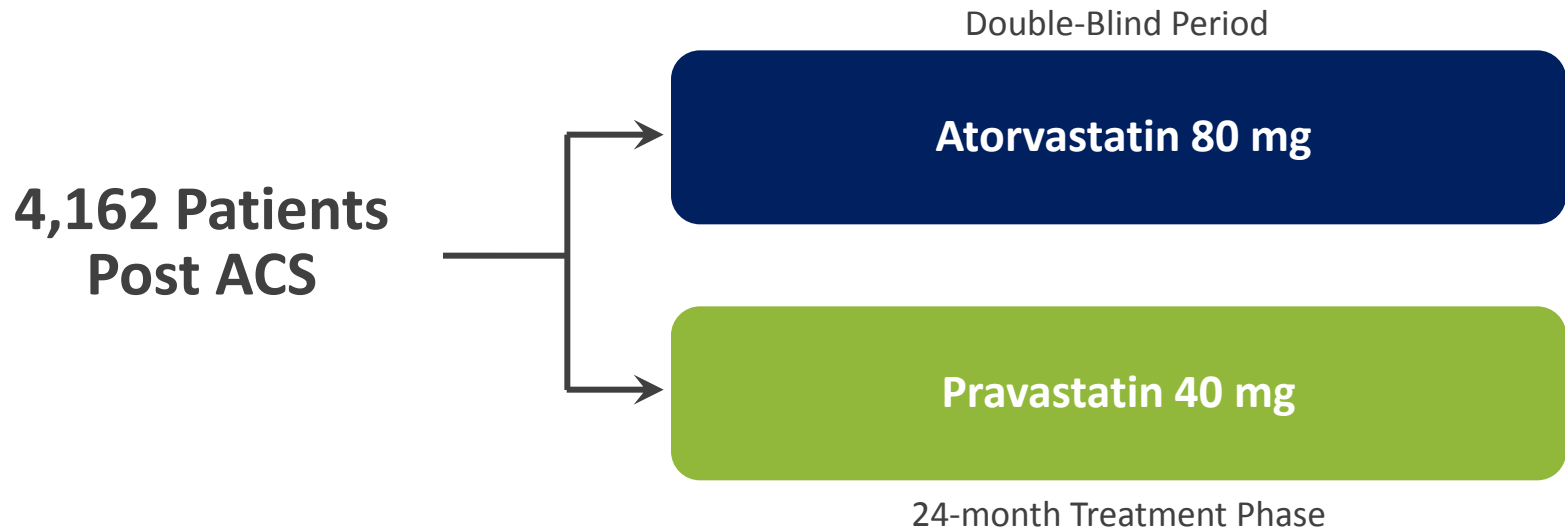 Double-Blind Period
Atorvastatin 80 mg
4,162 Patients
Post ACS
Pravastatin 40 mg
24-month Treatment Phase